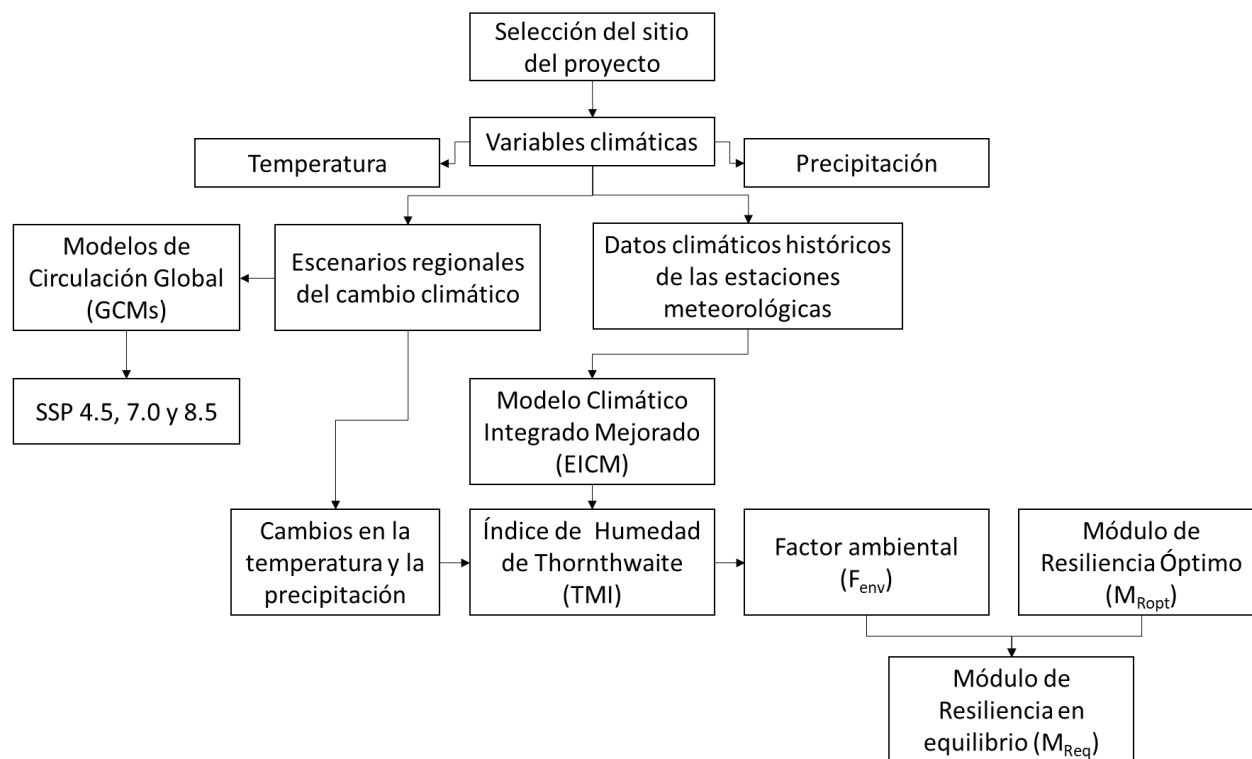 Selección del sitio
del proyecto
Variables climáticas
Temperatura
Precipitación
Modelos de
Circulación Global
(GCMs)
Escenarios regionales
del cambio climático
Datos climáticos históricos
de las estaciones
meteorológicas
SSP 4.5, 7.0 y 8.5
Modelo Climático
Integrado Mejorado
(EICM)
Cambios en la
temperatura y la
precipitación
Índice de Humedad
de Thornthwaite
(TMI)
Factor ambiental
(Fenv)
Módulo de
Resiliencia Óptimo
(MRopt)
Módulo de
Resiliencia en
equilibrio (MReq)